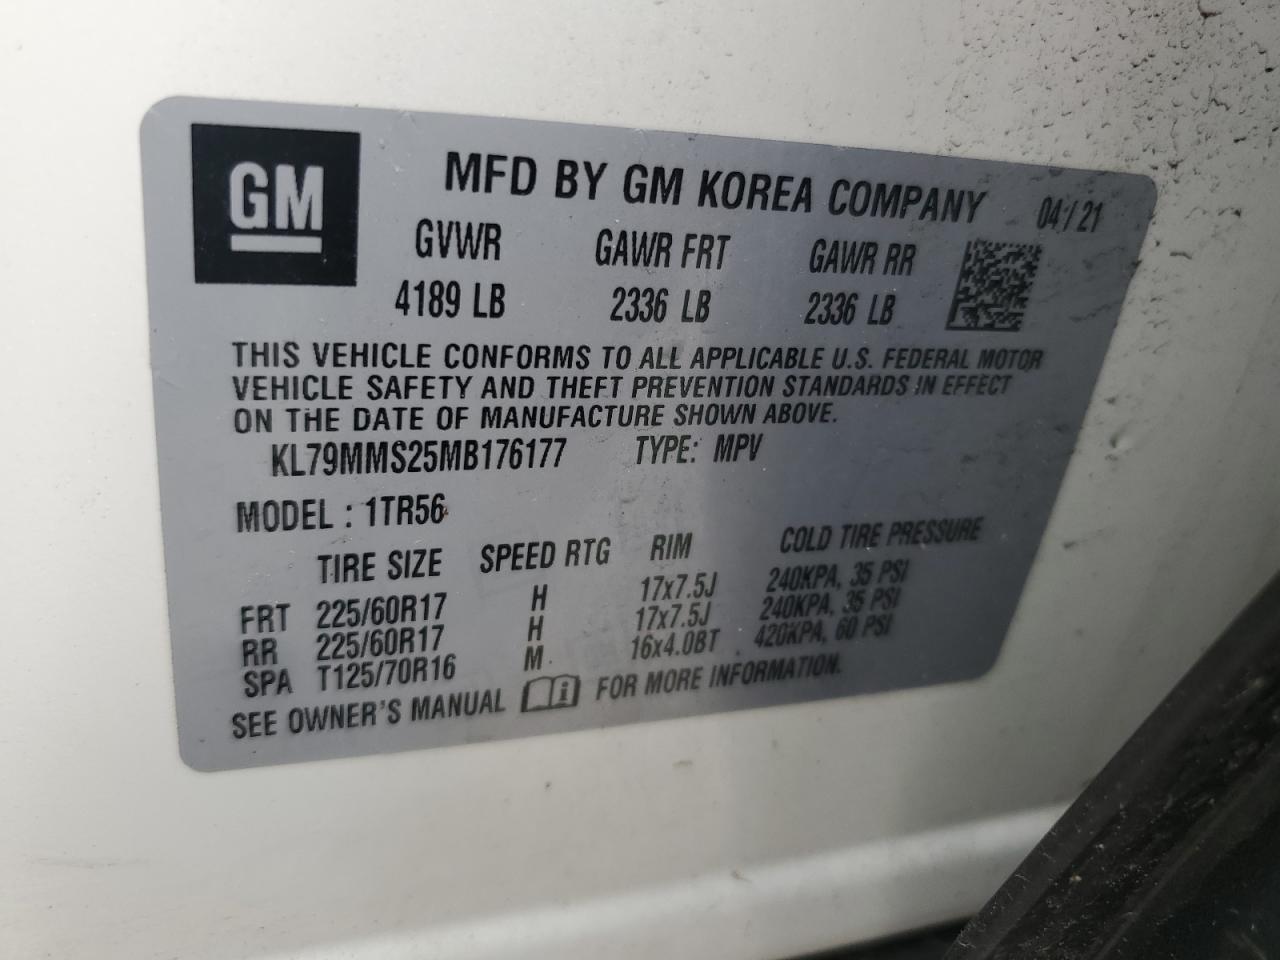 GM
MFD BY GM KOREA COMPANY 04/21
GVWR GAWR FRT GAWR RR
4189 LB 2336 LB 2336 LB
THIS VEHICLE CONFORMS TO ALL APPLICABLE U.S. FEDERAL MOTOR
VEHICLE SAFETY AND THEFT PREVENTION STANDARDS IN EFFECT
ON THE DATE OF MANUFACTURE SHOWN ABOVE.
KL79MMS25MB176177 TYPE: MPV
MODEL : 1TR56
TIRE SIZE SPEED RTG RIM COLD TIRE PRESSURE
FRT 225/60R17 H 17x7.5J 240KPA, 35 PSI
RR 225/60R17 H 17x7.5J 240KPA, 35 PSI
SPA T125/70R16 M 16x4.0BT 420KPA, 60 PSI
SEE OWNER'S MANUAL i FOR MORE INFORMATION.